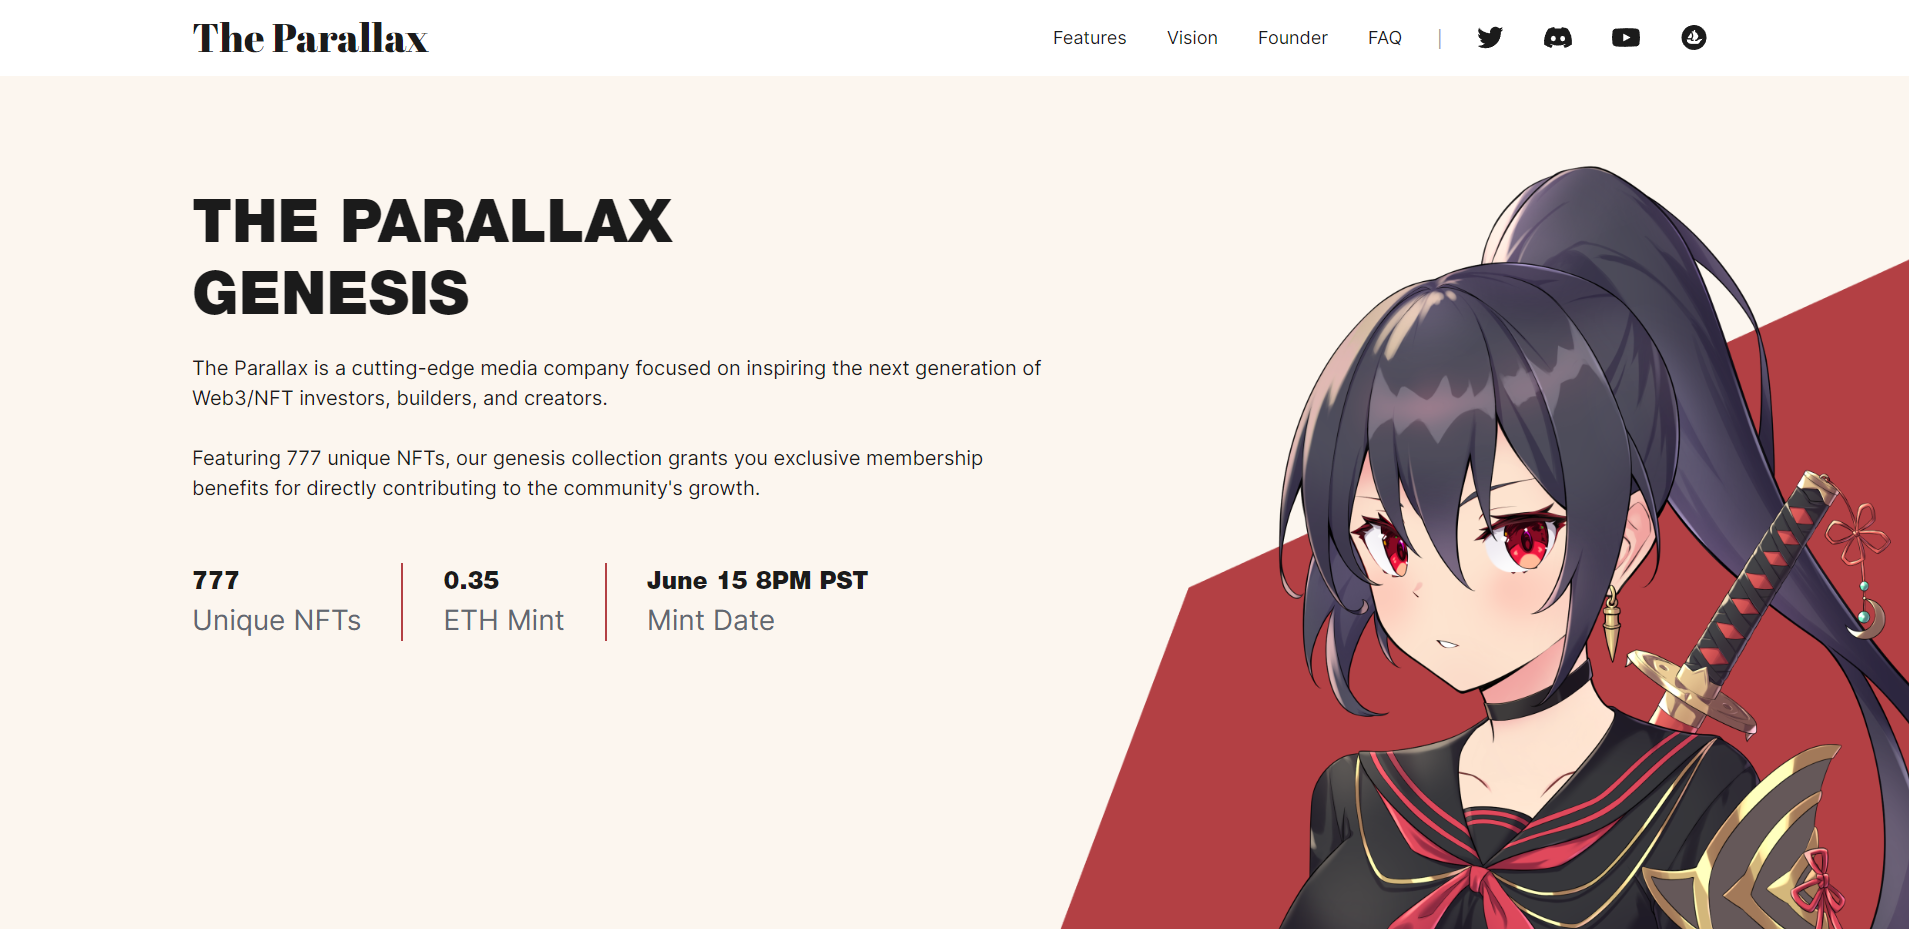 The Parallax
Features Vision Founder FAQ |
THE PARALLAX
GENESIS
The Parallax is a cutting-edge media company focused on inspiring the next generation of
Web3/NFT investors, builders, and creators.
Featuring 777 unique NFTs, our genesis collection grants you exclusive membership
benefits for directly contributing to the community's growth.
777
Unique NFTs
0.35
ETH Mint
June 15 8PM PST
Mint Date